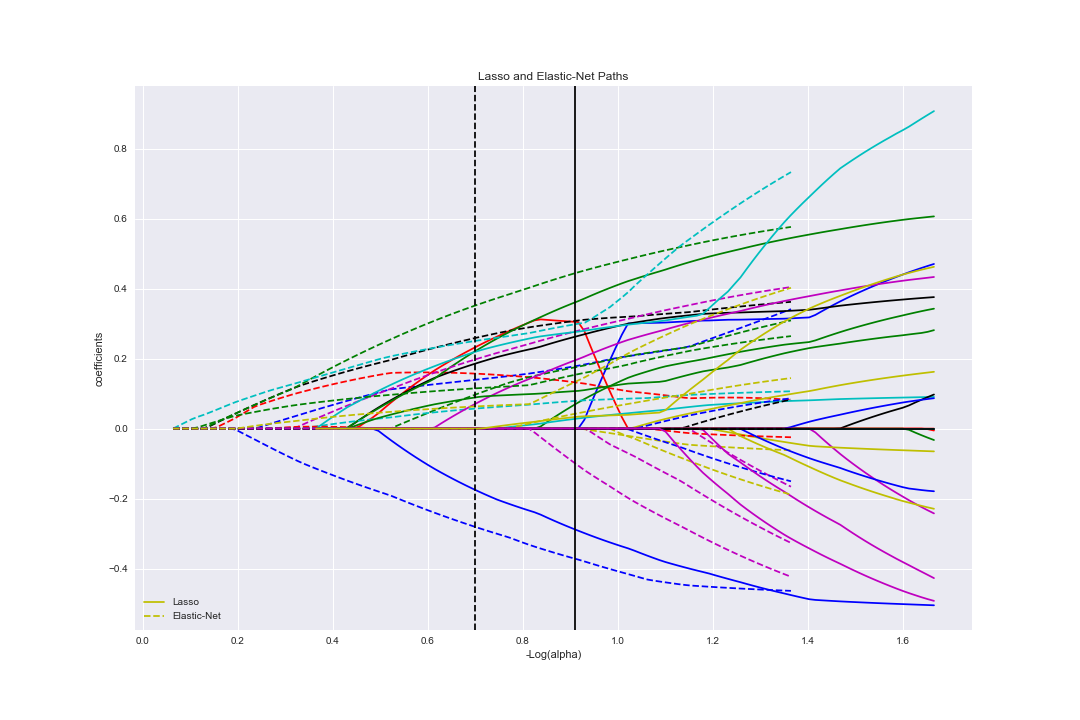 Lasso and Elastic-Net Paths
coefficients
0.8
0.6
0.4
0.2
0.0
−0.2
−0.4
Lasso
Elastic-Net
0.0 0.2 0.4 0.6 0.8 1.0 1.2 1.4 1.6
-Log(alpha)